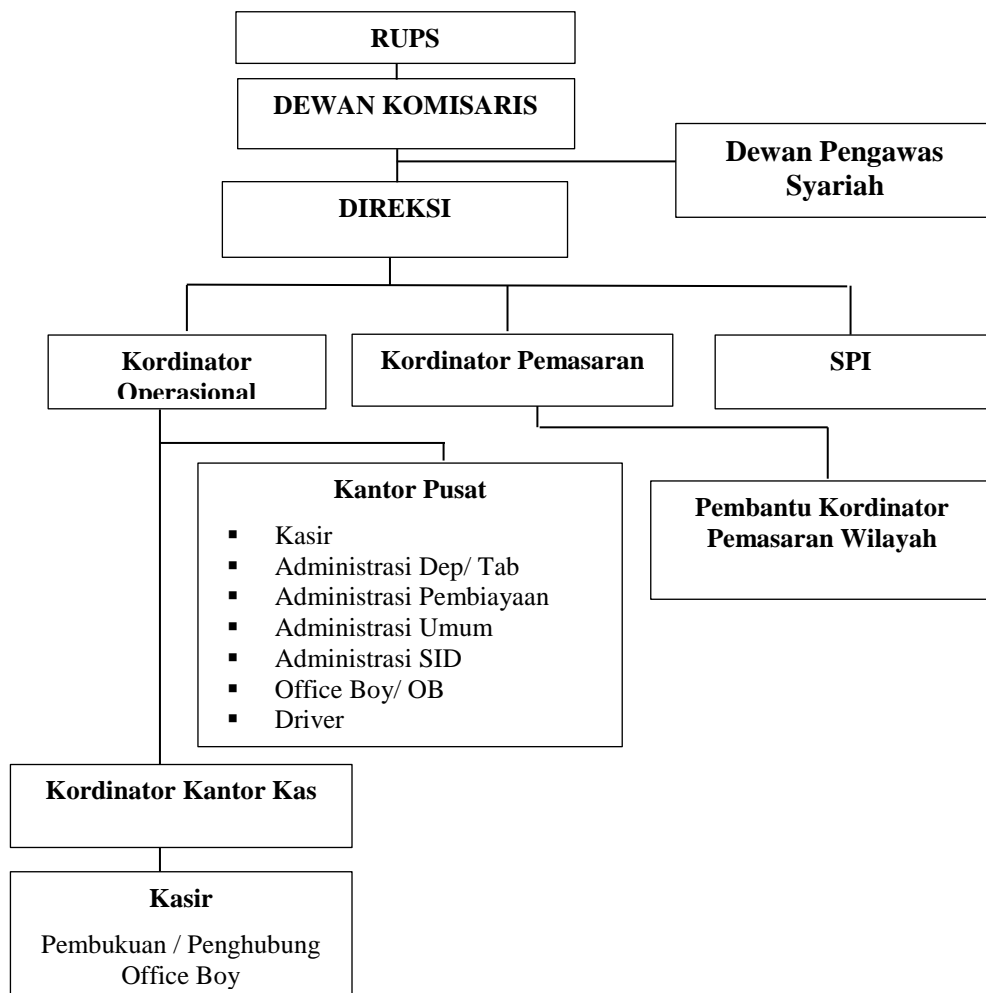 RUPS
DEWAN KOMISARIS
Dewan Pengawas
Syariah
DIREKSI
Kordinator
Operasional
Kordinator Pemasaran
SPI
Kantor Pusat
▪ Kasir
▪ Administrasi Dep/ Tab
▪ Administrasi Pembiayaan
▪ Administrasi Umum
▪ Administrasi SID
▪ Office Boy/ OB
▪ Driver
Pembantu Kordinator
Pemasaran Wilayah
Kordinator Kantor Kas
Kasir
Pembukuan / Penghubung
Office Boy